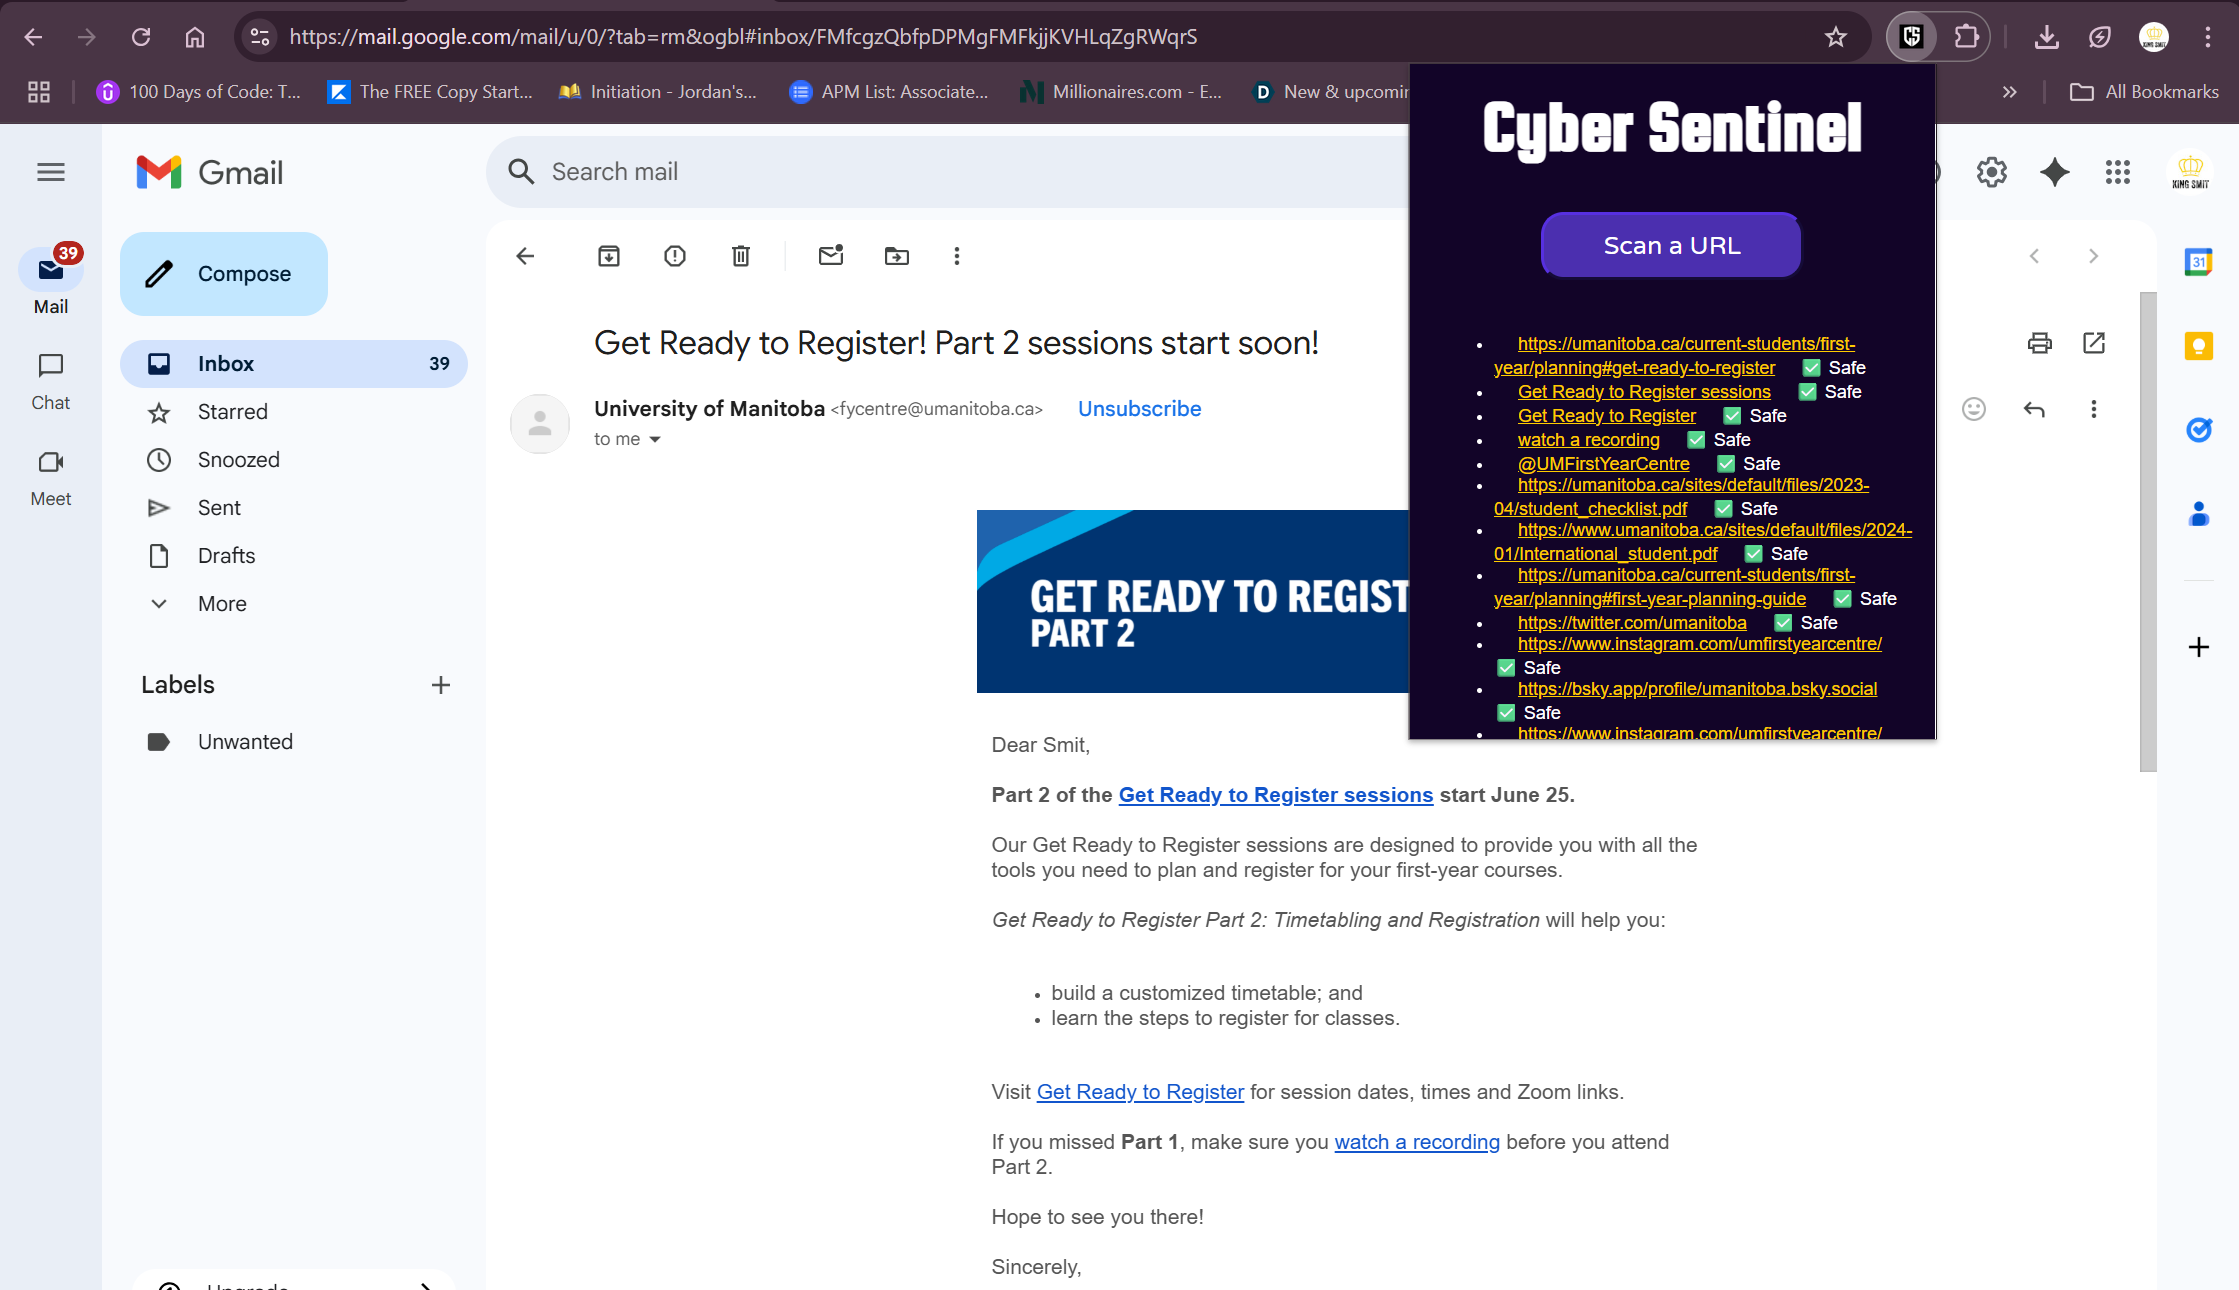 https://mail.google.com/mail/u/0/?tab=rm&ogbl#inbox/FMfcgzQbfpDPMgFMFkjjKVHLqZgRWqrS
100 Days of Code: T...
The FREE Copy Start...
Initiation - Jordan's...
APM List: Associate...
Millionaires.com - E...
New & upcomin
All Bookmarks
Gmail
Search mail
KING SMIT
39
Mail
Chat
Meet
Compose
Inbox 39
Starred
Snoozed
Sent
Drafts
More
Labels
Unwanted
Get Ready to Register! Part 2 sessions start soon!
University of Manitoba <fycentre@umanitoba.ca> Unsubscribe
to me
GET READY TO REGIST
PART 2
Dear Smit,
Part 2 of the Get Ready to Register sessions start June 25.
Our Get Ready to Register sessions are designed to provide you with all the
tools you need to plan and register for your first-year courses.
Get Ready to Register Part 2: Timetabling and Registration will help you:
• build a customized timetable; and
• learn the steps to register for classes.
Visit Get Ready to Register for session dates, times and Zoom links.
If you missed Part 1, make sure you watch a recording before you attend
Part 2.
Hope to see you there!
Sincerely,
Cyber Sentinel
Scan a URL
• https://umanitoba.ca/current-students/first-
year/planning#get-ready-to-register ✅ Safe
• Get Ready to Register sessions ✅ Safe
• Get Ready to Register ✅ Safe
• watch a recording ✅ Safe
• @UMFirstYearCentre ✅ Safe
• https://umanitoba.ca/sites/default/files/2023-
04/student_checklist.pdf ✅ Safe
• https://www.umanitoba.ca/sites/default/files/2024-
01/International_student.pdf ✅ Safe
• https://umanitoba.ca/current-students/first-
year/planning#first-year-planning-guide ✅ Safe
• https://twitter.com/umanitoba ✅ Safe
• https://www.instagram.com/umfirstyearcentre/
✅ Safe
• https://bsky.app/profile/umanitoba.bsky.social
✅ Safe
• https://www.instagram.com/umfirstyearcentre/
31